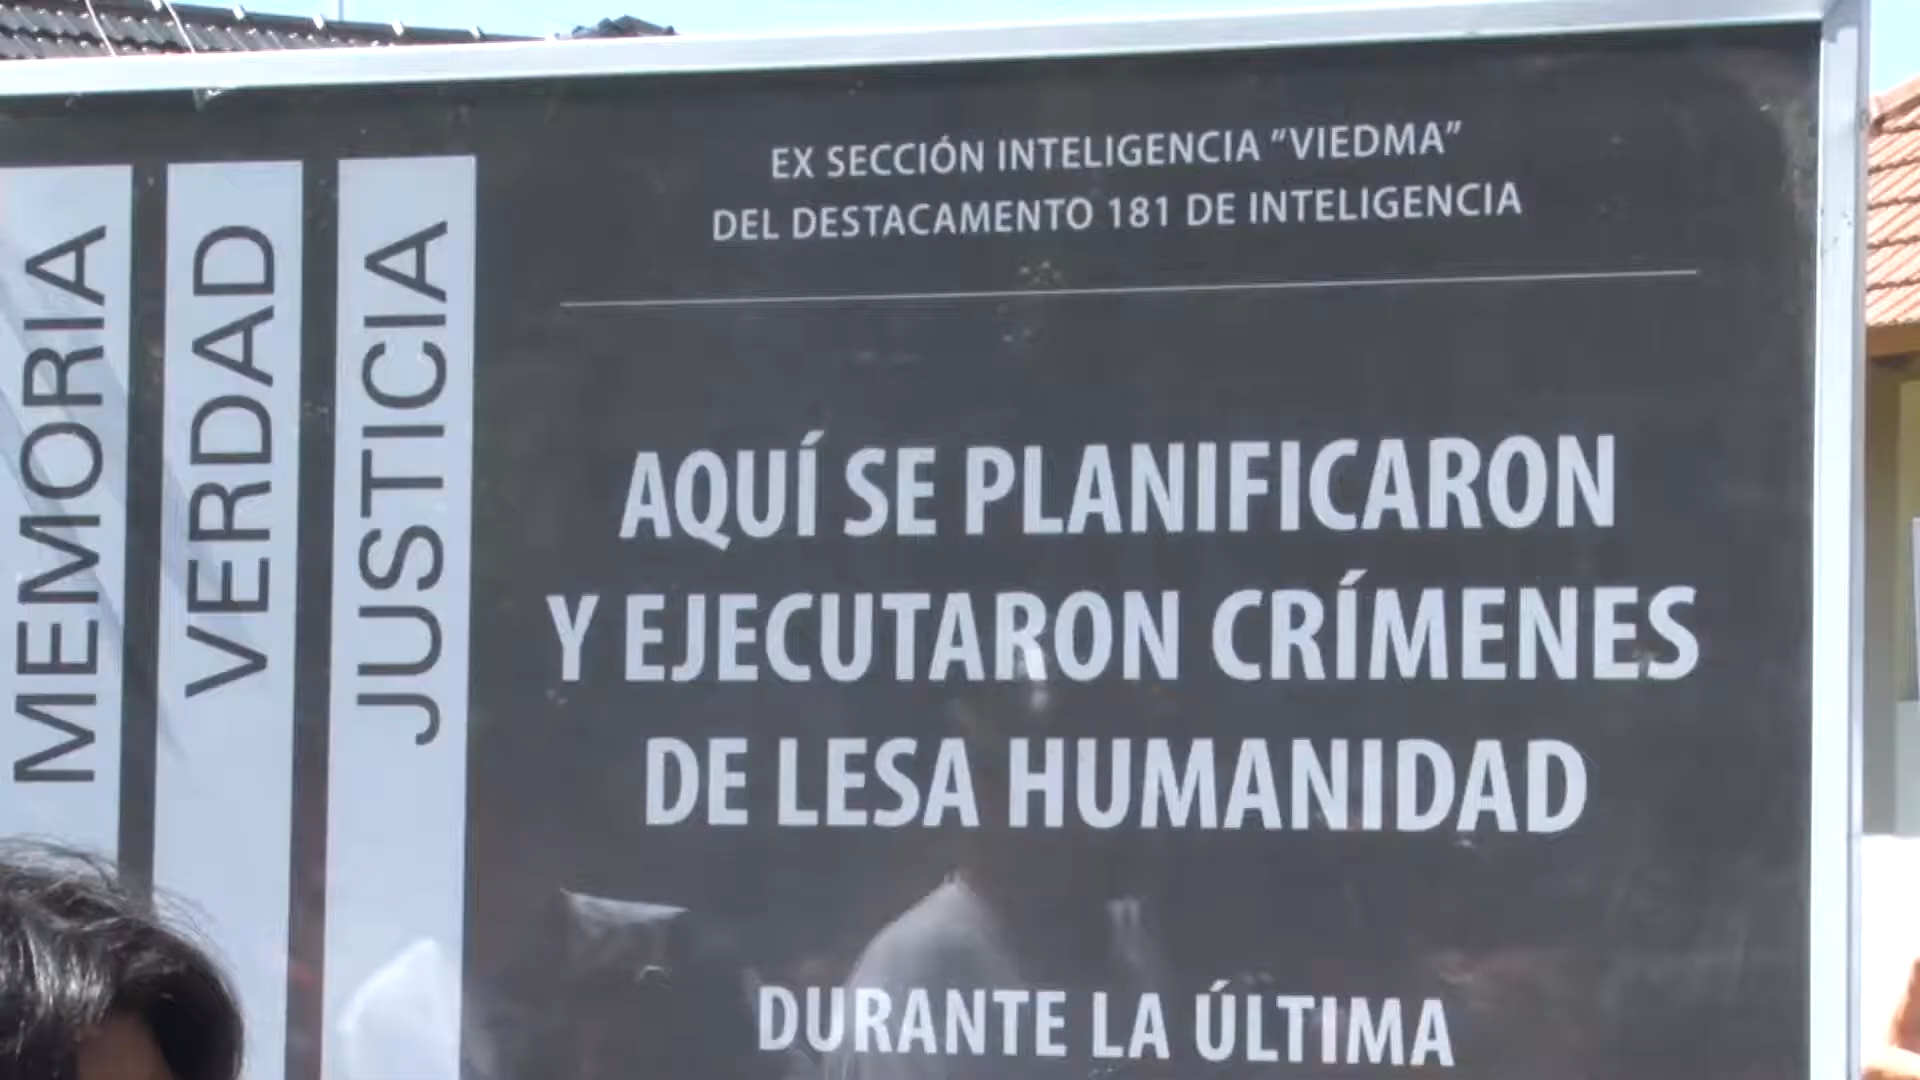 MEMORIA
VERDAD
JUSTICIA
EX SECCIÓN INTELIGENCIA “VIEDMA”
DEL DESTACAMENTO 181 DE INTELIGENCIA
AQUÍ SE PLANIFICARON
Y EJECUTARON CRÍMENES
DE LESA HUMANIDAD
DURANTE LA ÚLTIMA